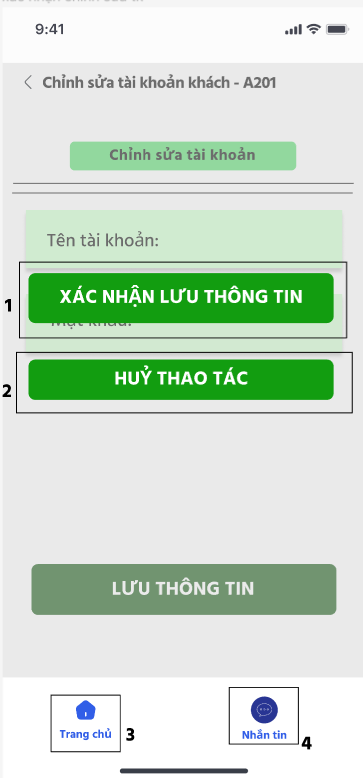 9:41
Chỉnh sửa tài khoản khách - A201
Chỉnh sửa tài khoản
Tên tài khoản:
1
XÁC NHẬN LƯU THÔNG TIN
Mật khẩu:
2
HUỶ THAO TÁC
LƯU THÔNG TIN
Trang chủ
3
Nhắn tin
4